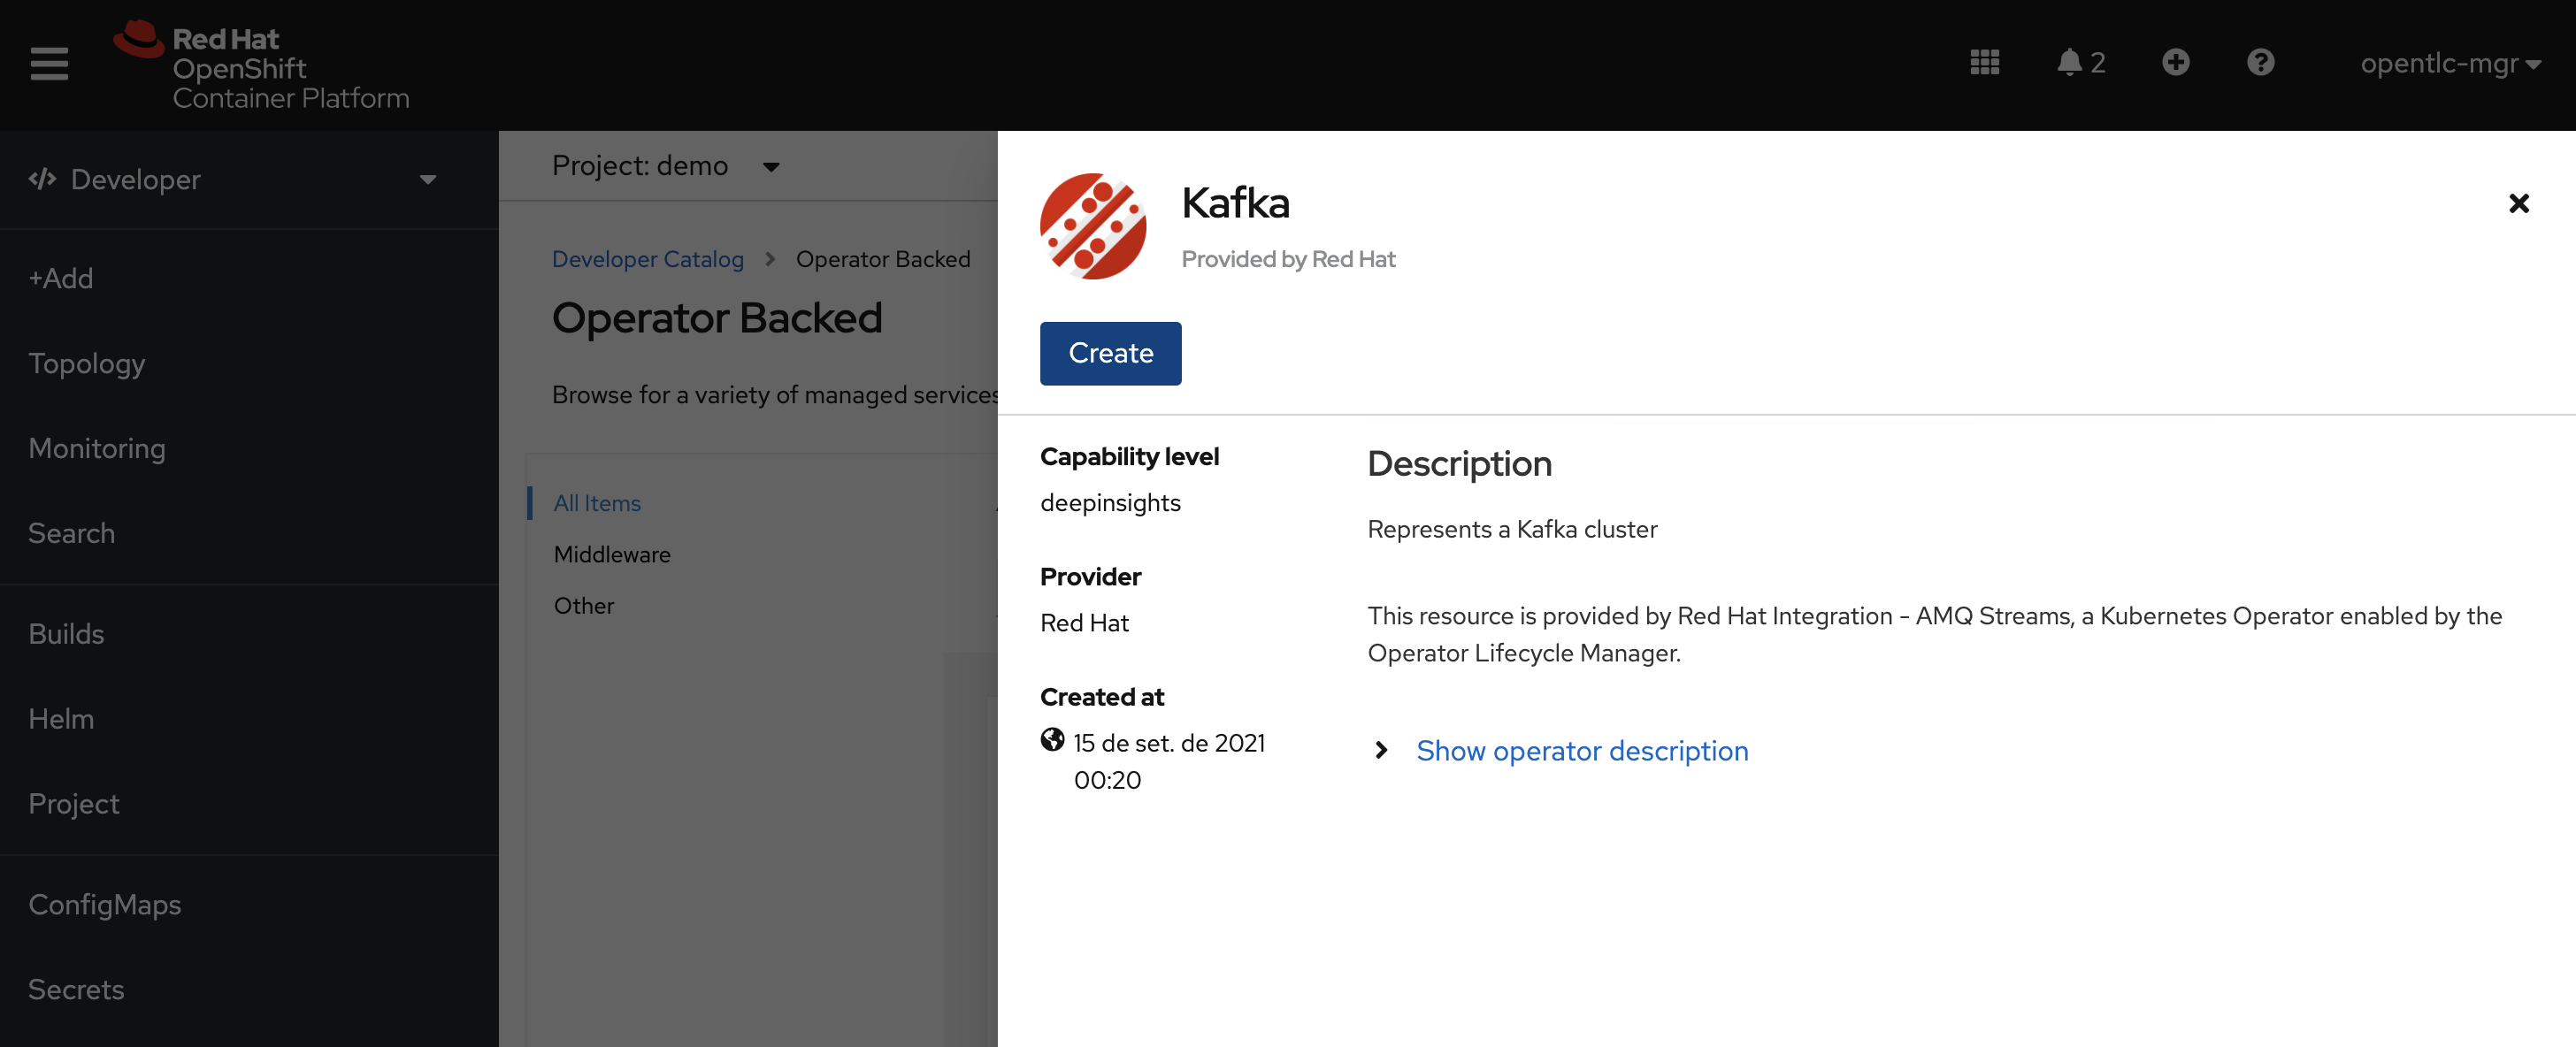 Red Hat
OpenShift
Container Platform
2
opentlc-mgr
Developer
+Add
Topology
Monitoring
Search
Builds
Helm
Project
ConfigMaps
Secrets
Project: demo
Developer Catalog > Operator Backed
Operator Backed
Browse for a variety of managed services
All Items
Middleware
Other
Kafka
Provided by Red Hat
Create
Capability level
deepinsights
Provider
Red Hat
Created at
15 de set. de 2021
00:20
Description
Represents a Kafka cluster
This resource is provided by Red Hat Integration - AMQ Streams, a Kubernetes Operator enabled by the
Operator Lifecycle Manager.
Show operator description